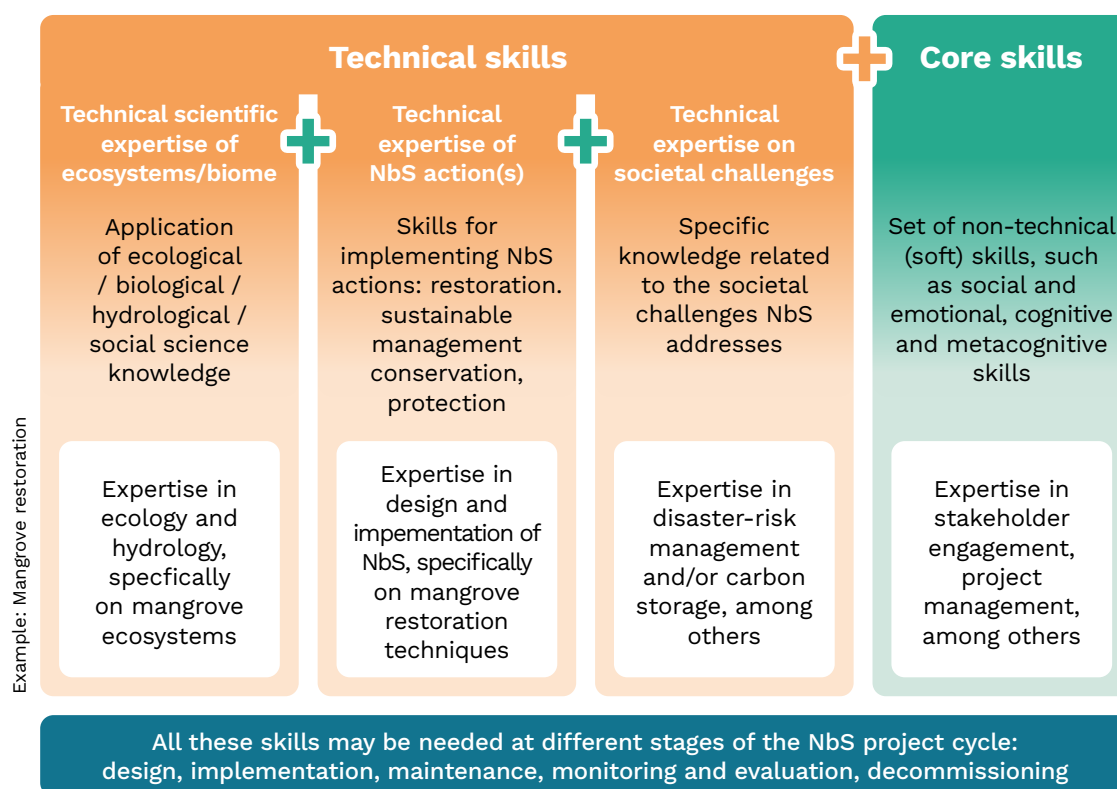 Technical skills
Core skills
Technical scientific
expertise of
ecosystems/biome
Technical
expertise of
NbS action(s)
Technical
expertise on
societal challenges
Application
of ecological
/ biological /
hydrological /
social science
knowledge
Skills for
implementing NbS
actions: restoration.
sustainable
management
conservation,
protection
Specific
knowledge related
to the societal
challenges NbS
addresses
Set of non-technical
(soft) skills, such
as social and
emotional, cognitive
and metacognitive
skills
Example: Mangrove restoration
Expertise in
ecology and
hydrology,
specfically
on mangrove
ecosystems
Expertise in
design and
impementation of
NbS, specifically
on mangrove
restoration
techniques
Expertise in
disaster-risk
management
and/or carbon
storage, among
others
Expertise in
stakeholder
engagement,
project
management,
among others
All these skills may be needed at different stages of the NbS project cycle:
design, implementation, maintenance, monitoring and evaluation, decommissioning